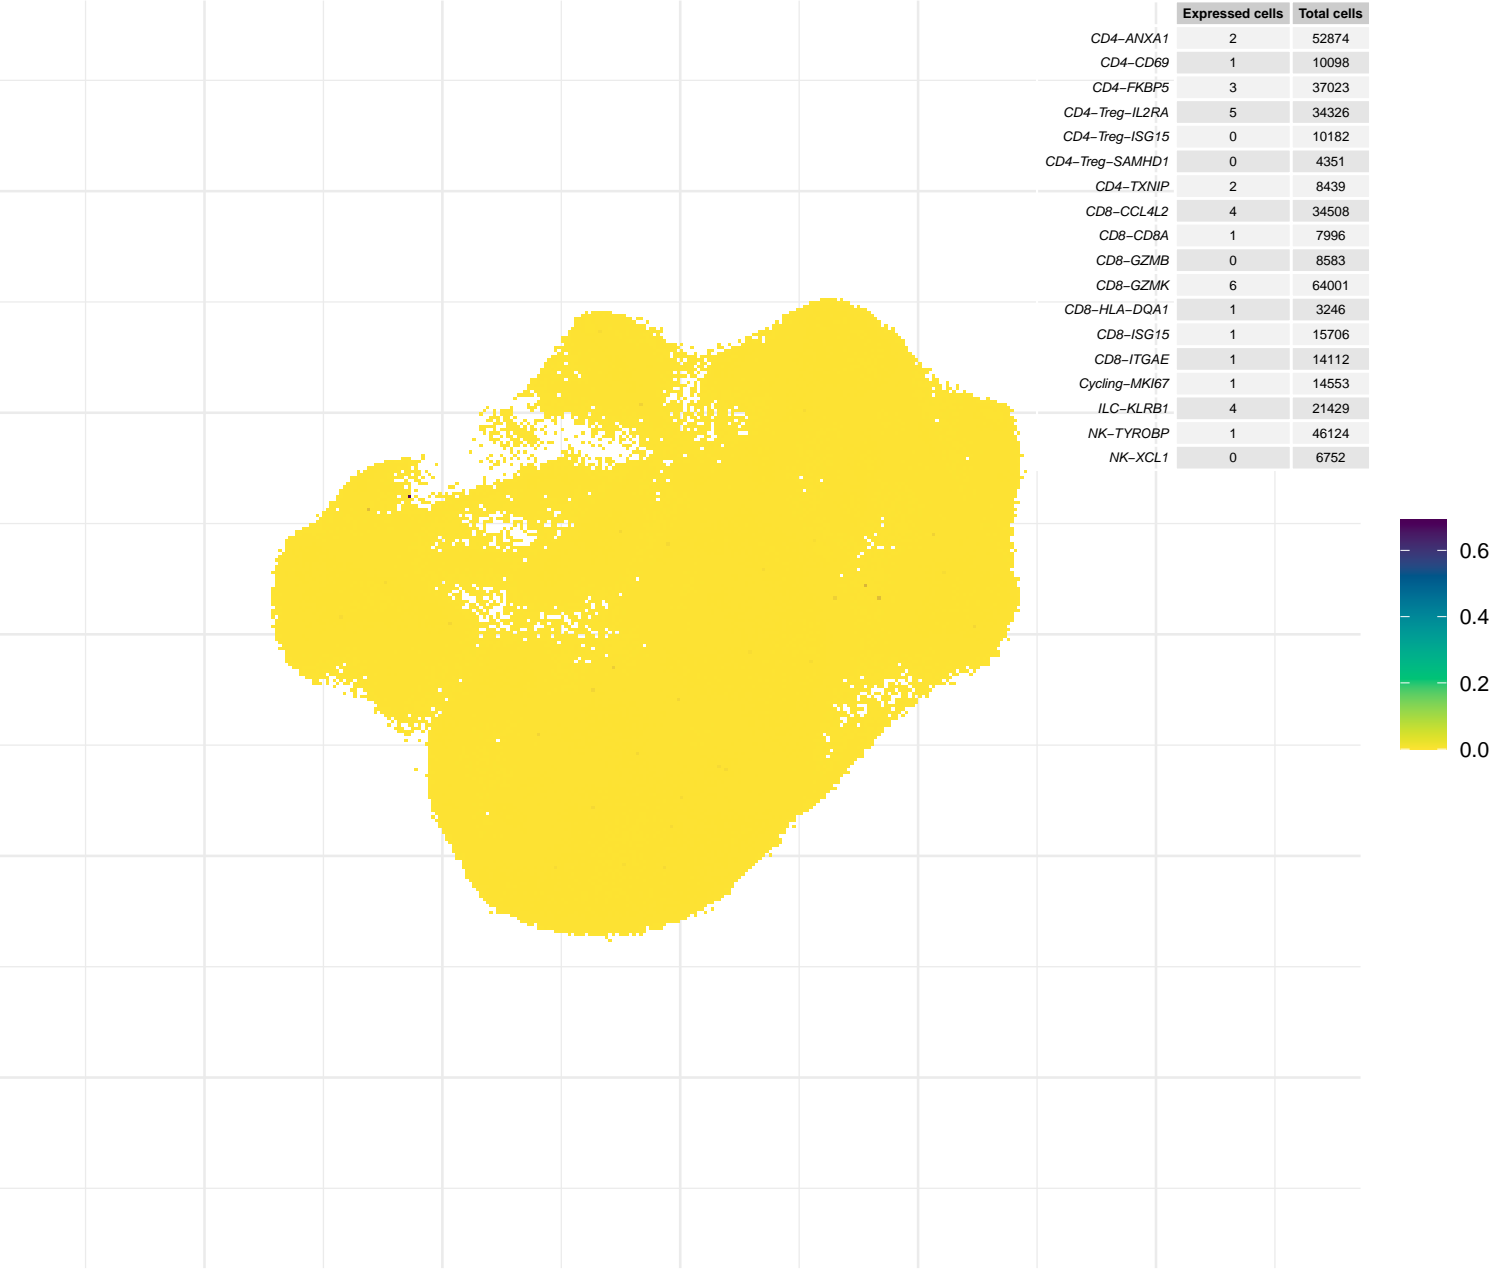 Expressed cells Total cells
CD4−ANXA1 2 52874
CD4−CD69 1 10098
CD4−FKBP5 3 37023
CD4−Treg−IL2RA 5 34326
CD4−Treg−ISG15 0 10182
CD4−Treg−SAMHD1 0 4351
CD4−TXNIP 2 8439
CD8−CCL4L2 4 34508
CD8−CD8A 1 7996
CD8−GZMB 0 8583
CD8−GZMK 6 64001
CD8−HLA−DQA1 1 3246
CD8−ISG15 1 15706
CD8−ITGAE 1 14112
Cycling−MKI67 1 14553
ILC−KLRB1 4 21429
NK−TYROBP 1 46124
NK−XCL1 0 6752
0.6
0.4
0.2
0.0